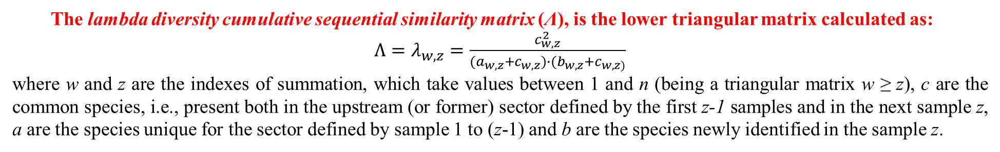 The lambda diversity cumulative sequential similarity matrix (Λ), is the lower triangular matrix calculated as:
Λ = λ_{w,z} = \frac{c_{w,z}^{2}}{(a_{w,z}+c_{w,z})·(b_{w,z}+c_{w,z})}
where w and z are the indexes of summation, which take values between 1 and n (being a triangular matrix w ≥ z), c are the
common species, i.e., present both in the upstream (or former) sector defined by the first z-1 samples and in the next sample z,
a are the species unique for the sector defined by sample 1 to (z-1) and b are the species newly identified in the sample z.